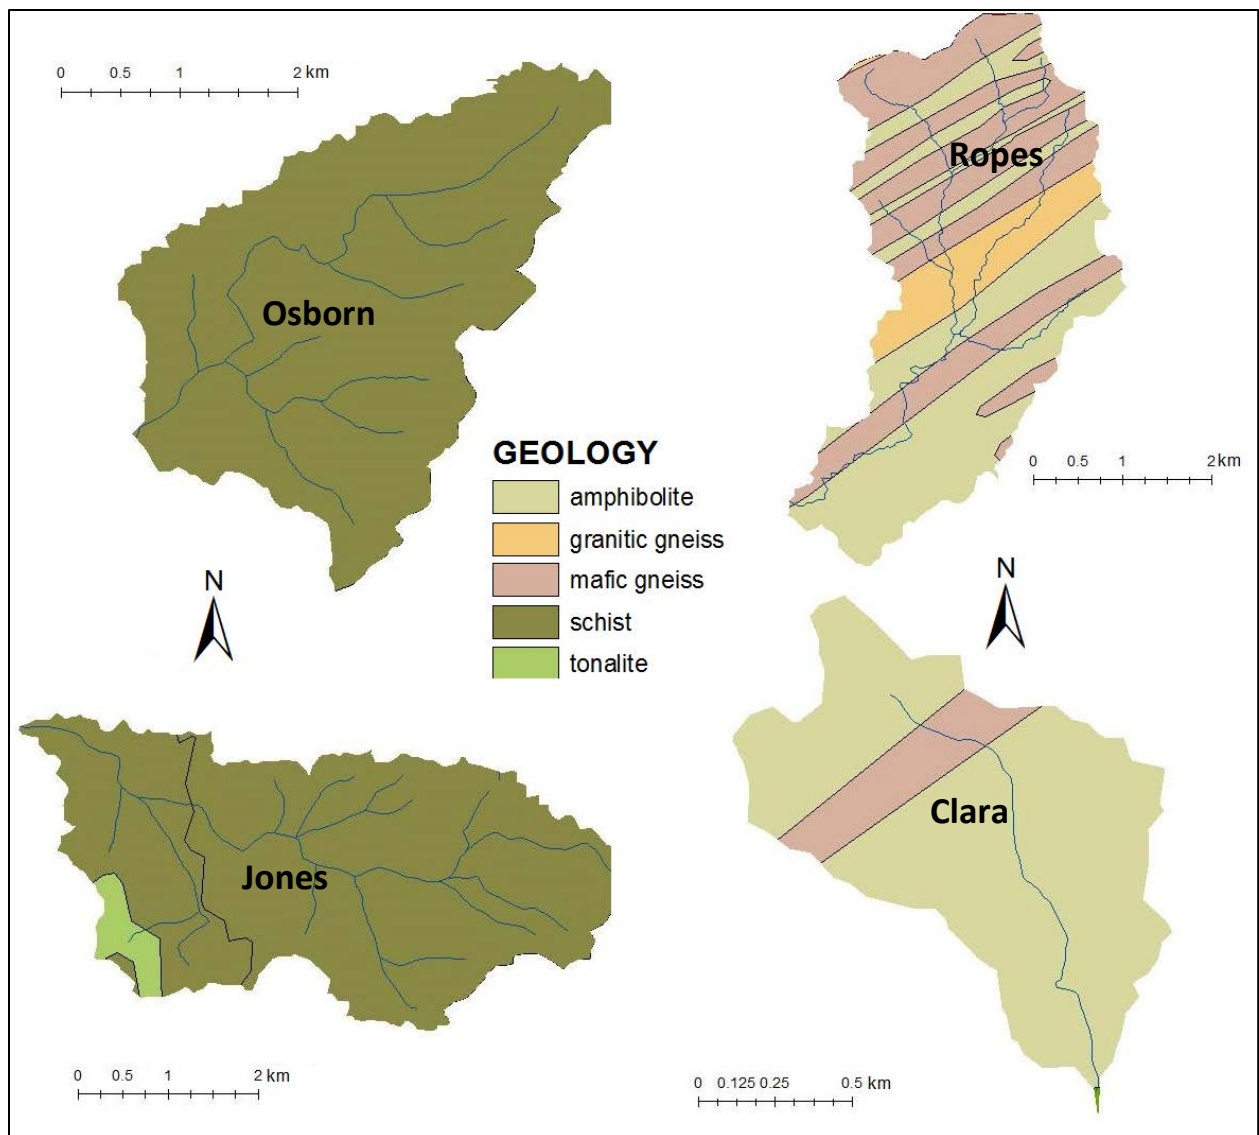 0 0.5 1 2 km
Ropes
Osborn
GEOLOGY
amphibolite
granitic gneiss
mafic gneiss
schist
tonalite
0 0.5 1 2 km
N
N
Jones
Clara
0 0.5 1 2 km
0 0.125 0.25 0.5 km